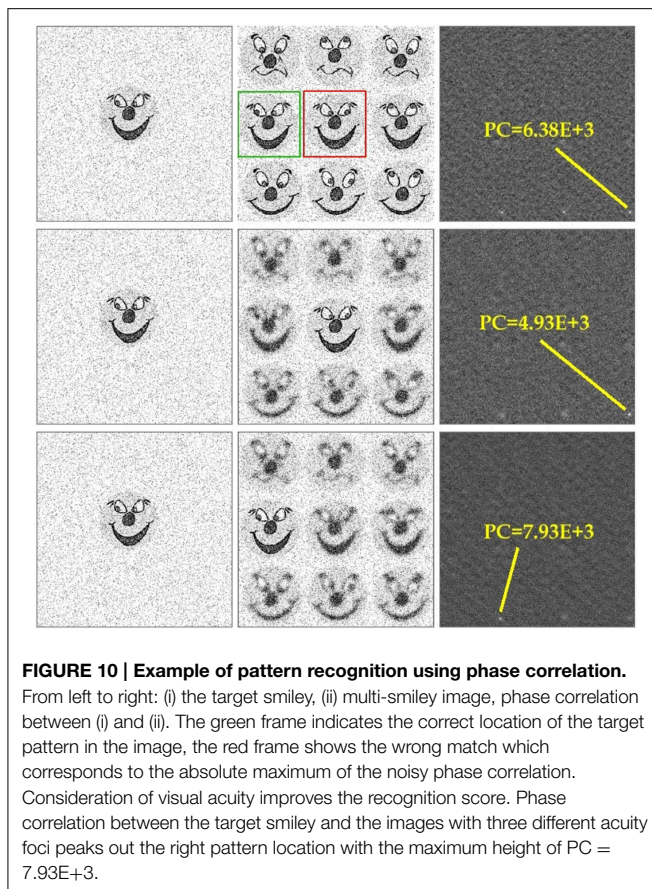 PC=6.38E+3
PC=4.93E+3
PC=7.93E+3
FIGURE 10 | Example of pattern recognition using phase correlation.
From left to right: (i) the target smiley, (ii) multi-smiley image, phase correlation
between (i) and (ii). The green frame indicates the correct location of the target
pattern in the image, the red frame shows the wrong match which
corresponds to the absolute maximum of the noisy phase correlation.
Consideration of visual acuity improves the recognition score. Phase
correlation between the target smiley and the images with three different acuity
foci peaks out the right pattern location with the maximum height of PC =
7.93E+3.